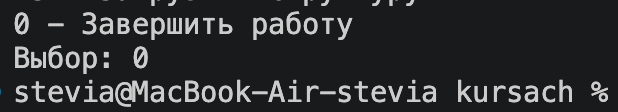 0 – Завершить работу
Выбор: 0
stevia@MacBook-Air-stevia kursach %